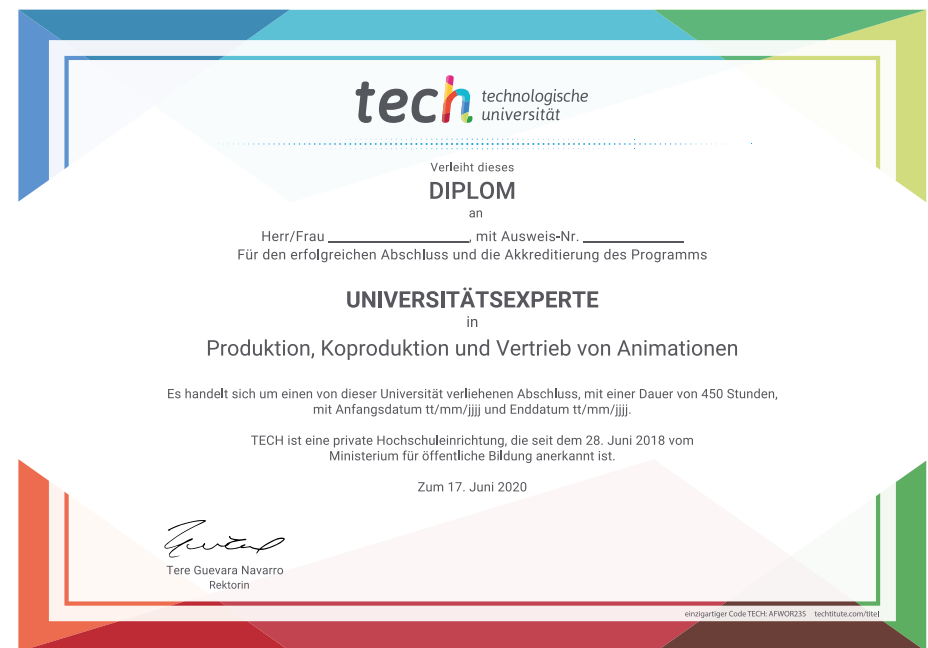 tech technologische
universität
Verleiht dieses
DIPLOM
an
Herr/Frau ____________________, mit Ausweis-Nr. ______________
Für den erfolgreichen Abschluss und die Akkreditierung des Programms
UNIVERSITÄTSEXPERTE
in
Produktion, Koproduktion und Vertrieb von Animationen
Es handelt sich um einen von dieser Universität verliehenen Abschluss, mit einer Dauer von 450 Stunden,
mit Anfangsdatum tt/mm/jjjj und Enddatum tt/mm/jjjj.
TECH ist eine private Hochschuleinrichtung, die seit dem 28. Juni 2018 vom
Ministerium für öffentliche Bildung anerkannt ist.
Zum 17. Juni 2020
Tere Guevara Navarro
Rektorin
einzigartiger Code TECH: AFWOR235 techtitute.com/titel